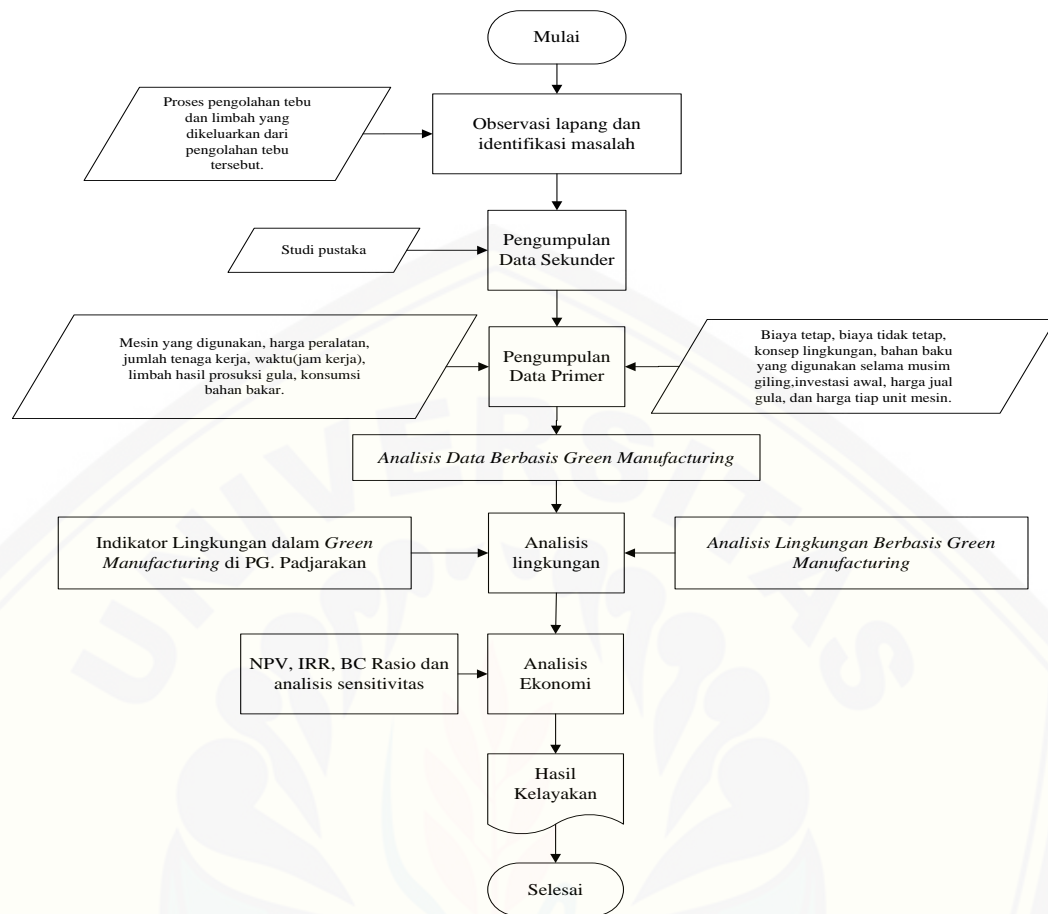 Mulai
Proses pengolahan tebu
dan limbah yang
dikeluarkan dari
pengolahan tebu
tersebut.
Observasi lapang dan
identifikasi masalah
Studi pustaka
Pengumpulan
Data Sekunder
Mesin yang digunakan, harga peralatan,
jumlah tenaga kerja, waktu(jam kerja),
limbah hasil prosuksi gula, konsumsi
bahan bakar.
Pengumpulan
Data Primer
Biaya tetap, biaya tidak tetap,
konsep lingkungan, bahan baku
yang digunakan selama musim
giling,investasi awal, harga jual
gula, dan harga tiap unit mesin.
Analisis Data Berbasis Green Manufacturing
Indikator Lingkungan dalam Green
Manufacturing di PG. Padjarakan
Analisis
lingkungan
Analisis Lingkungan Berbasis Green
Manufacturing
NPV, IRR, BC Rasio dan
analisis sensitivitas
Analisis
Ekonomi
Hasil
Kelayakan
Selesai
UNIVERSITAS